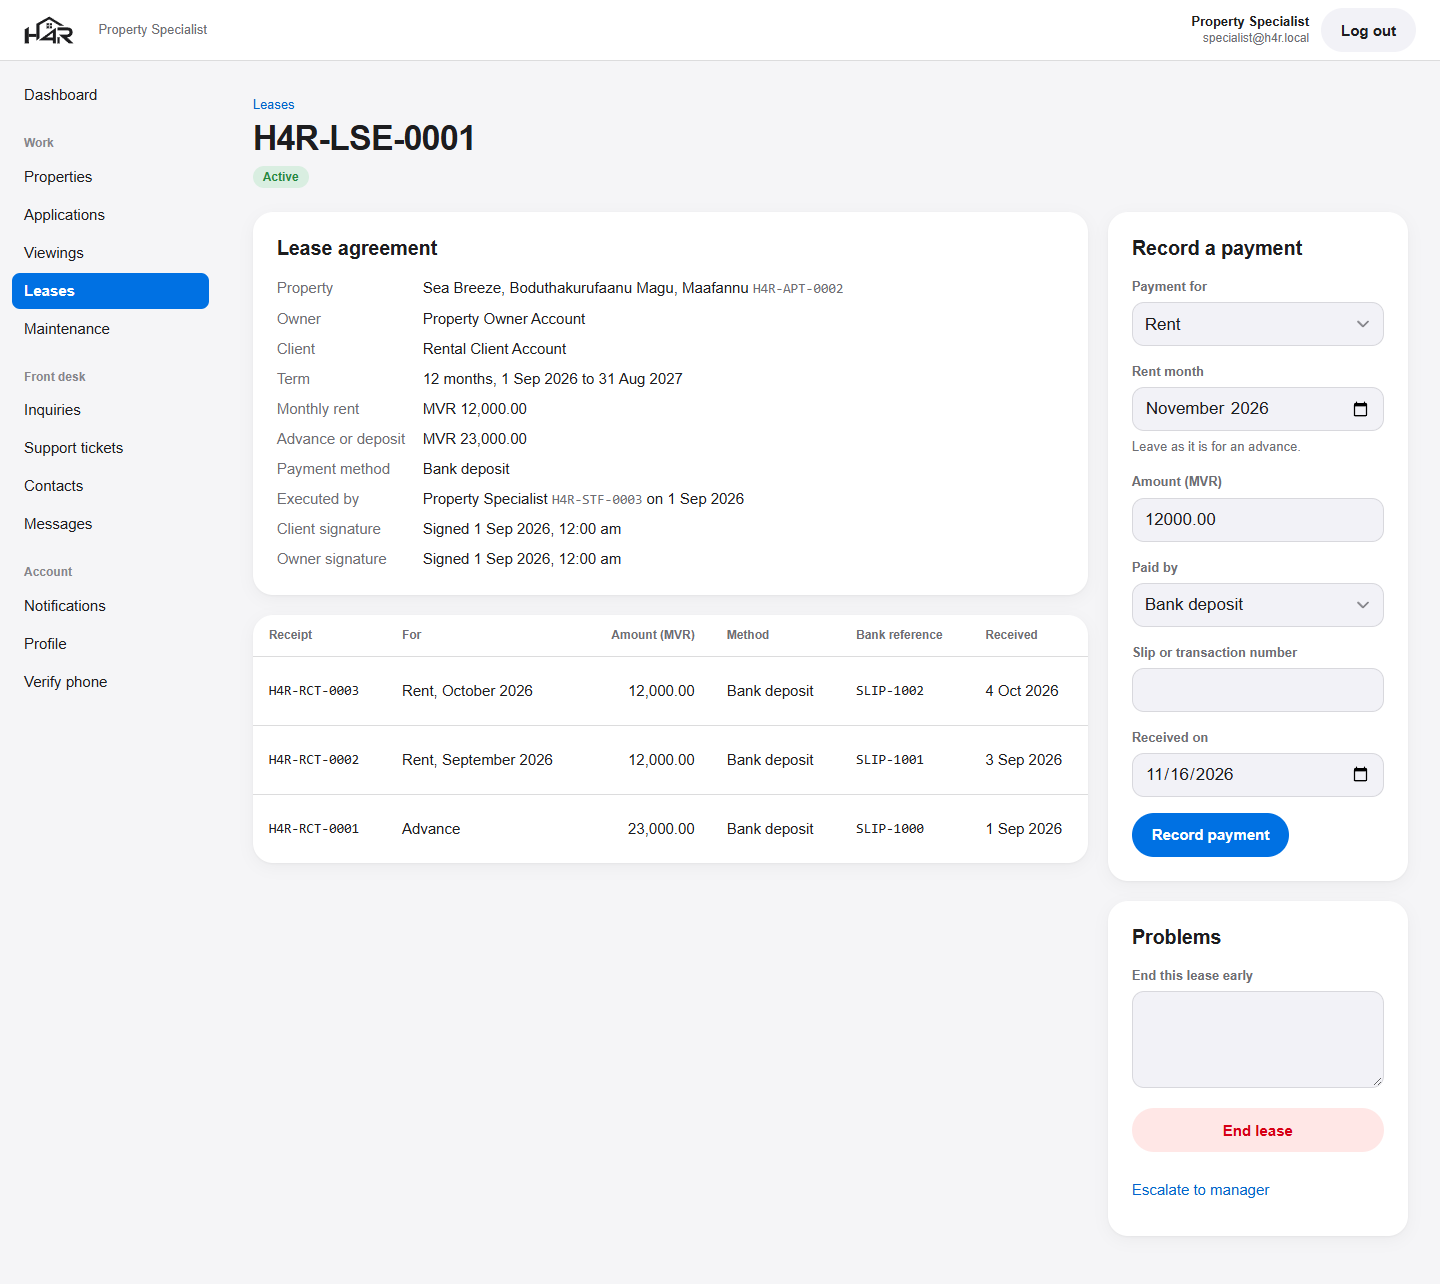 H4R
Property Specialist
Property Specialist
specialist@h4r.local
Log out
Dashboard
Work
Properties
Applications
Viewings
Leases
Maintenance
Front desk
Inquiries
Support tickets
Contacts
Messages
Account
Notifications
Profile
Verify phone
Leases
H4R-LSE-0001
Active
Lease agreement
Property Sea Breeze, Boduthakurufaanu Magu, Maafannu H4R-APT-0002
Owner Property Owner Account
Client Rental Client Account
Term 12 months, 1 Sep 2026 to 31 Aug 2027
Monthly rent MVR 12,000.00
Advance or deposit MVR 23,000.00
Payment method Bank deposit
Executed by Property Specialist H4R-STF-0003 on 1 Sep 2026
Client signature Signed 1 Sep 2026, 12:00 am
Owner signature Signed 1 Sep 2026, 12:00 am
Receipt For Amount (MVR) Method Bank reference Received
H4R-RCT-0003 Rent, October 2026 12,000.00 Bank deposit SLIP-1002 4 Oct 2026
H4R-RCT-0002 Rent, September 2026 12,000.00 Bank deposit SLIP-1001 3 Sep 2026
H4R-RCT-0001 Advance 23,000.00 Bank deposit SLIP-1000 1 Sep 2026
Record a payment
Payment for
Rent
Rent month
November 2026
Leave as it is for an advance.
Amount (MVR)
12000.00
Paid by
Bank deposit
Slip or transaction number
Received on
11/16/2026
Record payment
Problems
End this lease early
End lease
Escalate to manager